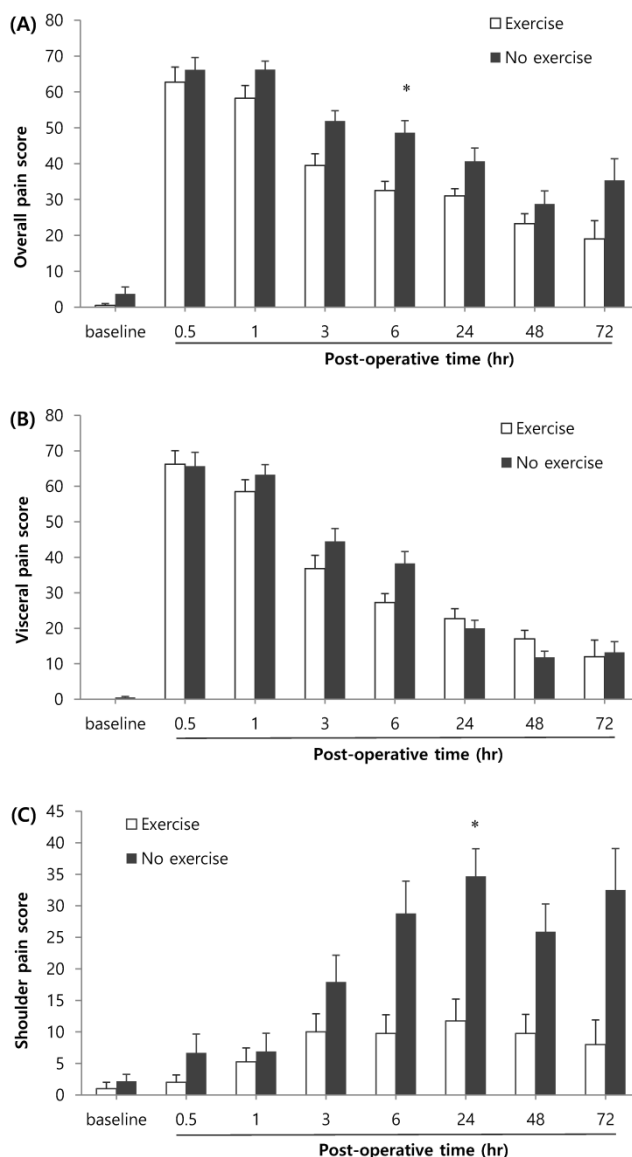 (A)
Overall pain score
80
70
60
50
40
30
20
10
0
Exercise
No exercise
*
baseline 0.5 1 3 6 24 48 72
Post-operative time (hr)
(B)
Visceral pain score
80
70
60
50
40
30
20
10
0
Exercise
No exercise
baseline 0.5 1 3 6 24 48 72
Post-operative time (hr)
(C)
Shoulder pain score
45
40
35
30
25
20
15
10
5
0
Exercise
No exercise
*
baseline 0.5 1 3 6 24 48 72
Post-operative time (hr)